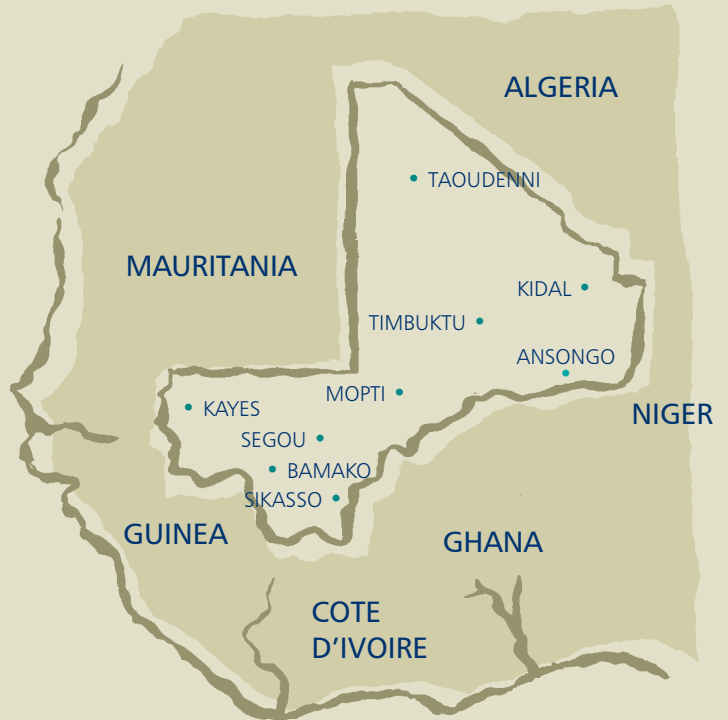 ALGERIA
TAOUDENNI
MAURITANIA
KIDAL
TIMBUKTU
ANSONGO
MOPTI
KAYES
NIGER
SEGOU
BAMAKO
SIKASSO
GUINEA
GHANA
COTE
D'IVOIRE